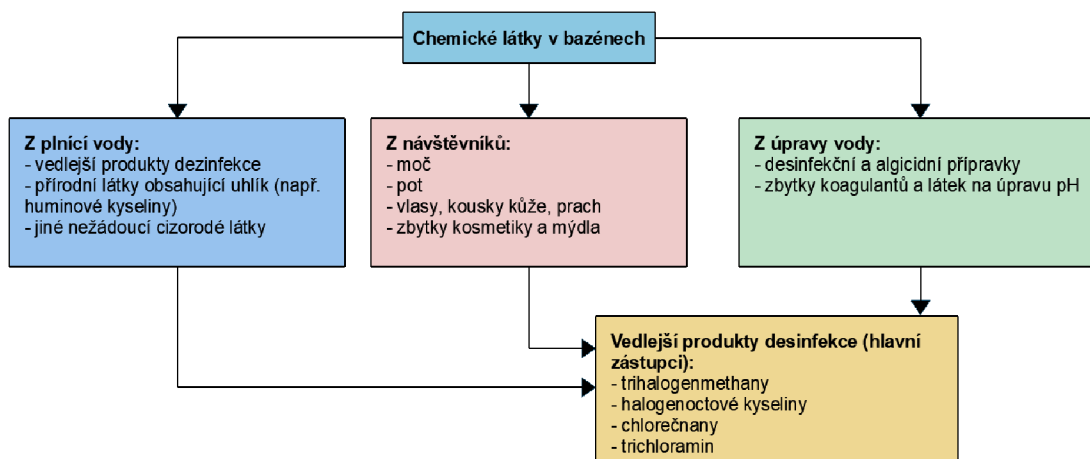 Chemické látky v bazénech
Z plnící vody:
- vedlejší produkty dezinfekce
- přírodní látky obsahující uhlík (např.
huminové kyseliny)
- jiné nežádoucí cizorodé látky
Z návštěvníků:
- moč
- pot
- vlasy, kousky kůže, prach
- zbytky kosmetiky a mýdla
Z úpravy vody:
- desinfekční a algicidní přípravky
- zbytky koagulantů a látek na úpravu pH
Vedlejší produkty desinfekce (hlavní
zástupci):
- trihalogenmethany
- halogenoctové kyseliny
- chlorečnany
- trichloramin